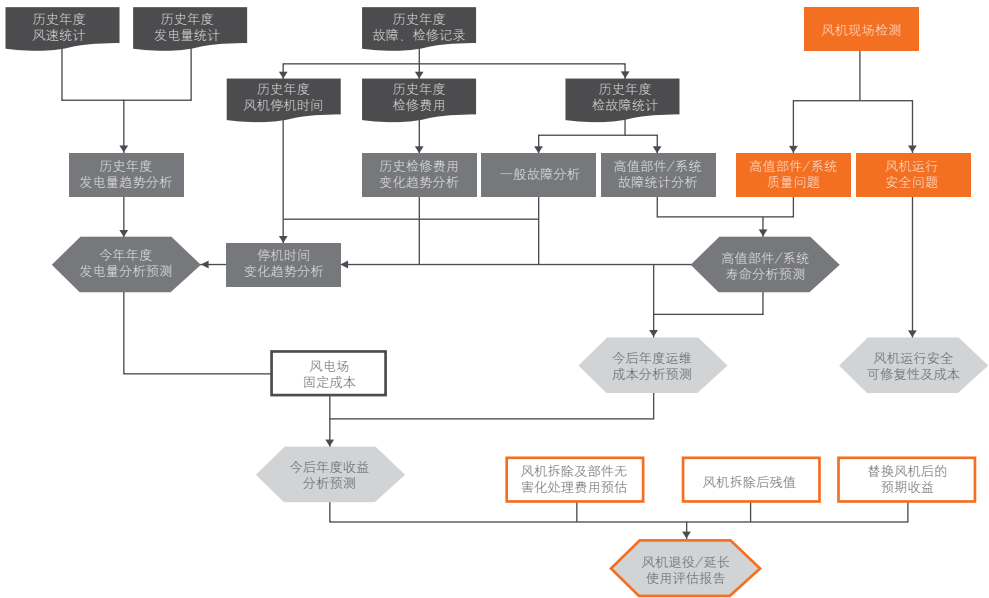 历史年度
风速统计
历史年度
发电量统计
历史年度
故障、检修记录
风机现场检测
历史年度
风机停机时间
历史年度
检修费用
历史年度
检故障统计
历史年度
发电量趋势分析
历史检修费用
变化趋势分析
一般故障分析
高值部件/系统
故障统计分析
高值部件/系统
质量问题
风机运行
安全问题
今年年度
发电量分析预测
停机时间
变化趋势分析
高值部件/系统
寿命分析预测
风电场
固定成本
今后年度运维
成本分析预测
风机运行安全
可修复性及成本
今后年度收益
分析预测
风机拆除及部件无
害化处理费用预估
风机拆除后残值
替换风机后的
预期收益
风机退役/延长
使用评估报告